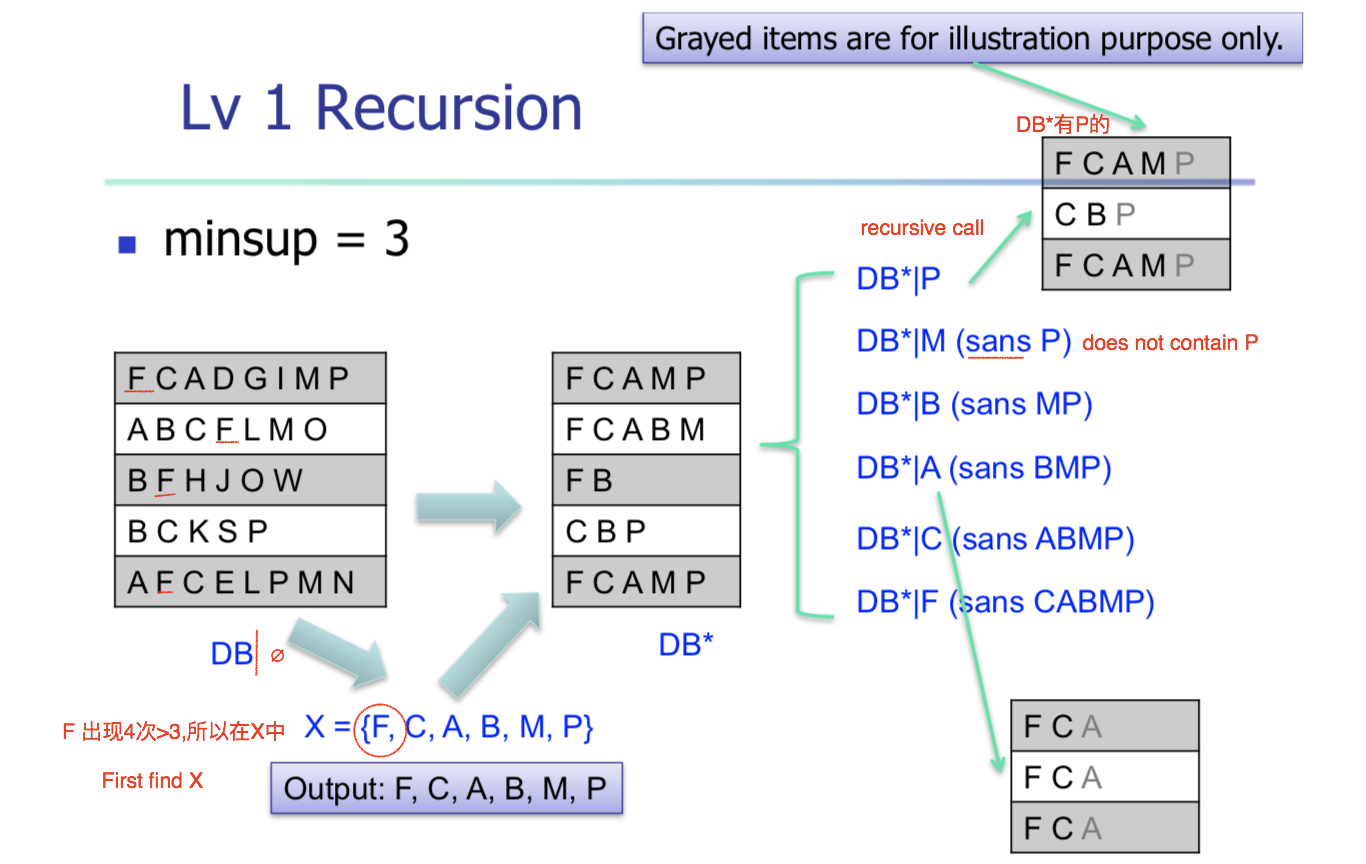 Grayed items are for illustration purpose only.
Lv 1 Recursion
DB*有P的
F C A M P
C B P
F C A M P
minsup = 3
recursive call
DB*|P
DB*|M (sans P) does not contain P
DB*|B (sans MP)
DB*|A (sans BMP)
DB*|C (sans ABMP)
DB*|F (sans CABMP)
F C A D G I M P
A B C F L M O
B F H J O W
B C K S P
A F C E L P M N
DB| ∅
F C A M P
F C A B M
F B
C B P
F C A M P
DB*
F 出现4次>3,所以在X中
X = {F, C, A, B, M, P}
First find X
Output: F, C, A, B, M, P
F C A
F C A
F C A